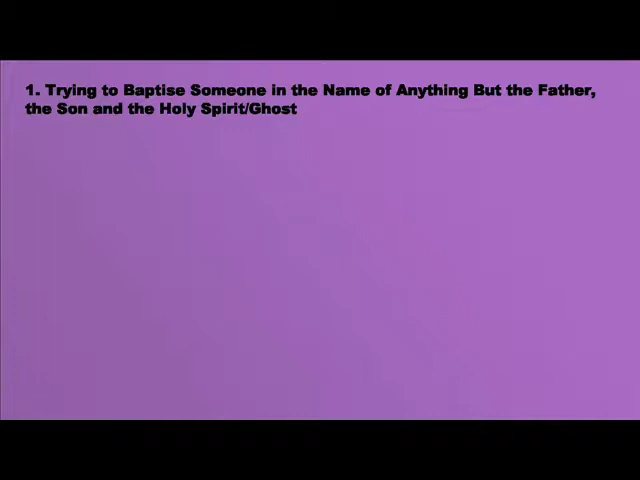 1. Trying to Baptise Someone in the Name of Anything But the Father,
the Son and the Holy Spirit/Ghost